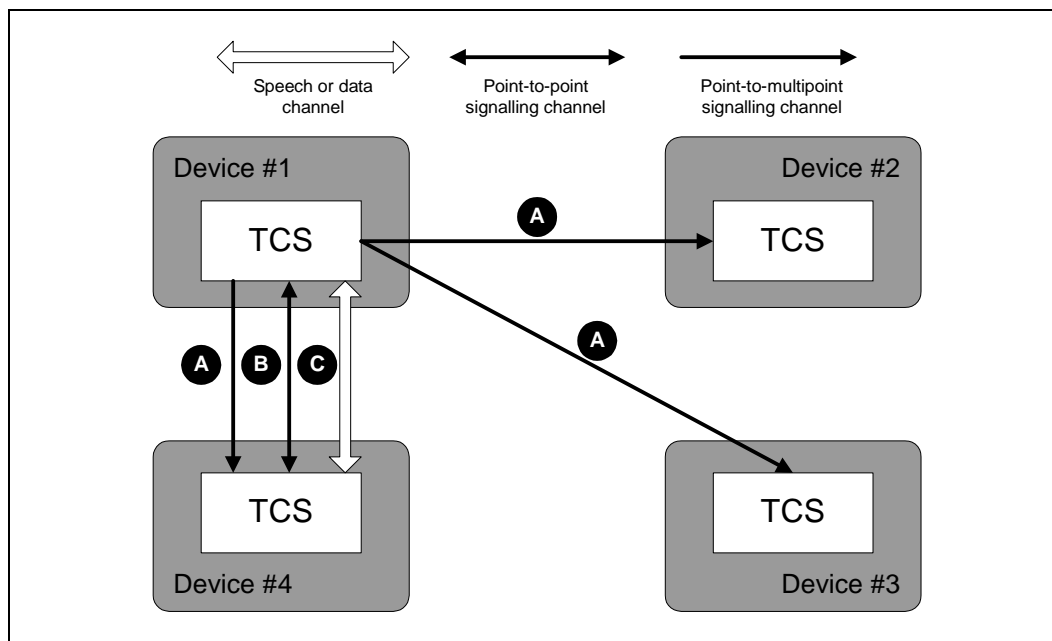 Speech or data
channel
Point-to-point
signalling channel
Point-to-multipoint
signalling channel
Device #1
TCS
Device #2
TCS
A
A
A
B
C
TCS
Device #4
TCS
Device #3